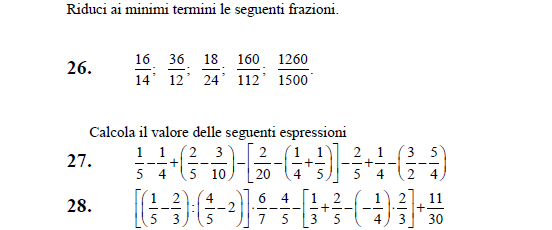 Riduci ai minimi termini le seguenti frazioni.
26. 16/14; 36/12; 18/24; 160/112; 1260/1500.
Calcola il valore delle seguenti espressioni
27. 1/5−1/4+(2/5−3/10)−[2/20−(1/4+1/5)]−2/5+1/4−(3/2−5/4)
28. [(1/5−2/3):(4/5−2)]·6/7−4/5−[1/3+2/5−(−1/4)·2/3]+11/30